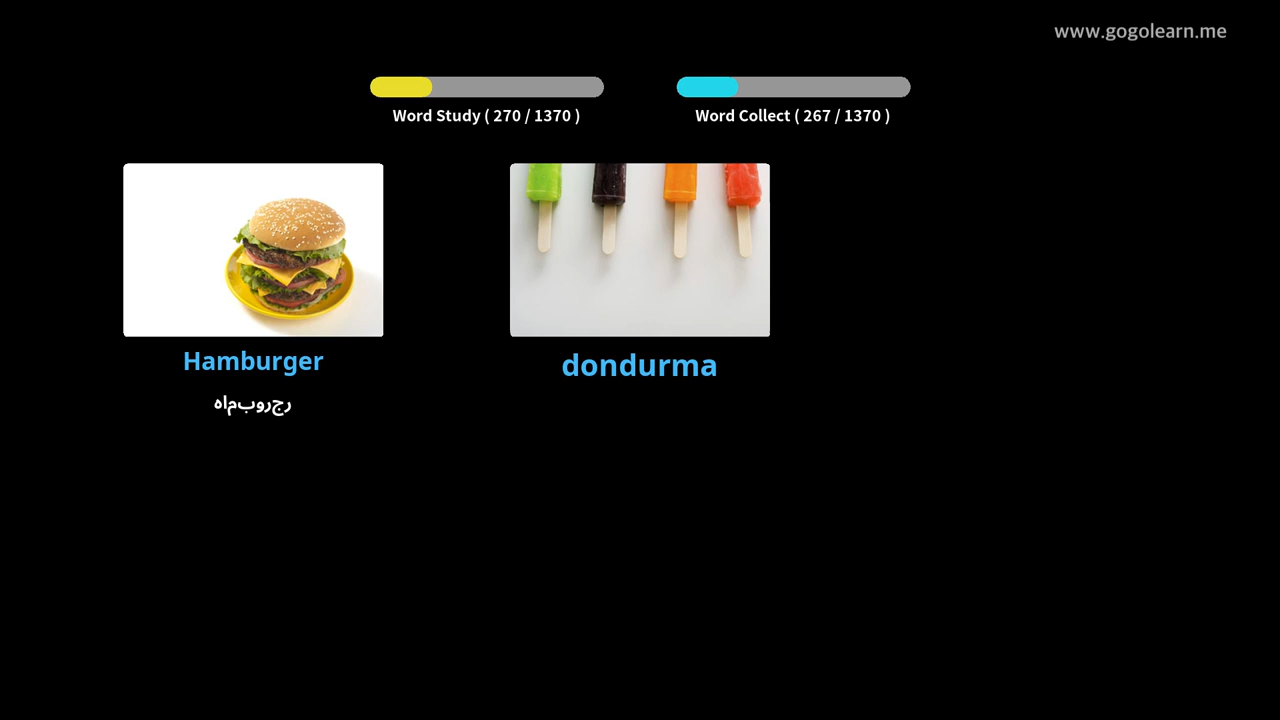 www.gogolearn.me
Word Study ( 270 / 1370 )
Word Collect ( 267 / 1370 )
Hamburger
هامبورجر
dondurma